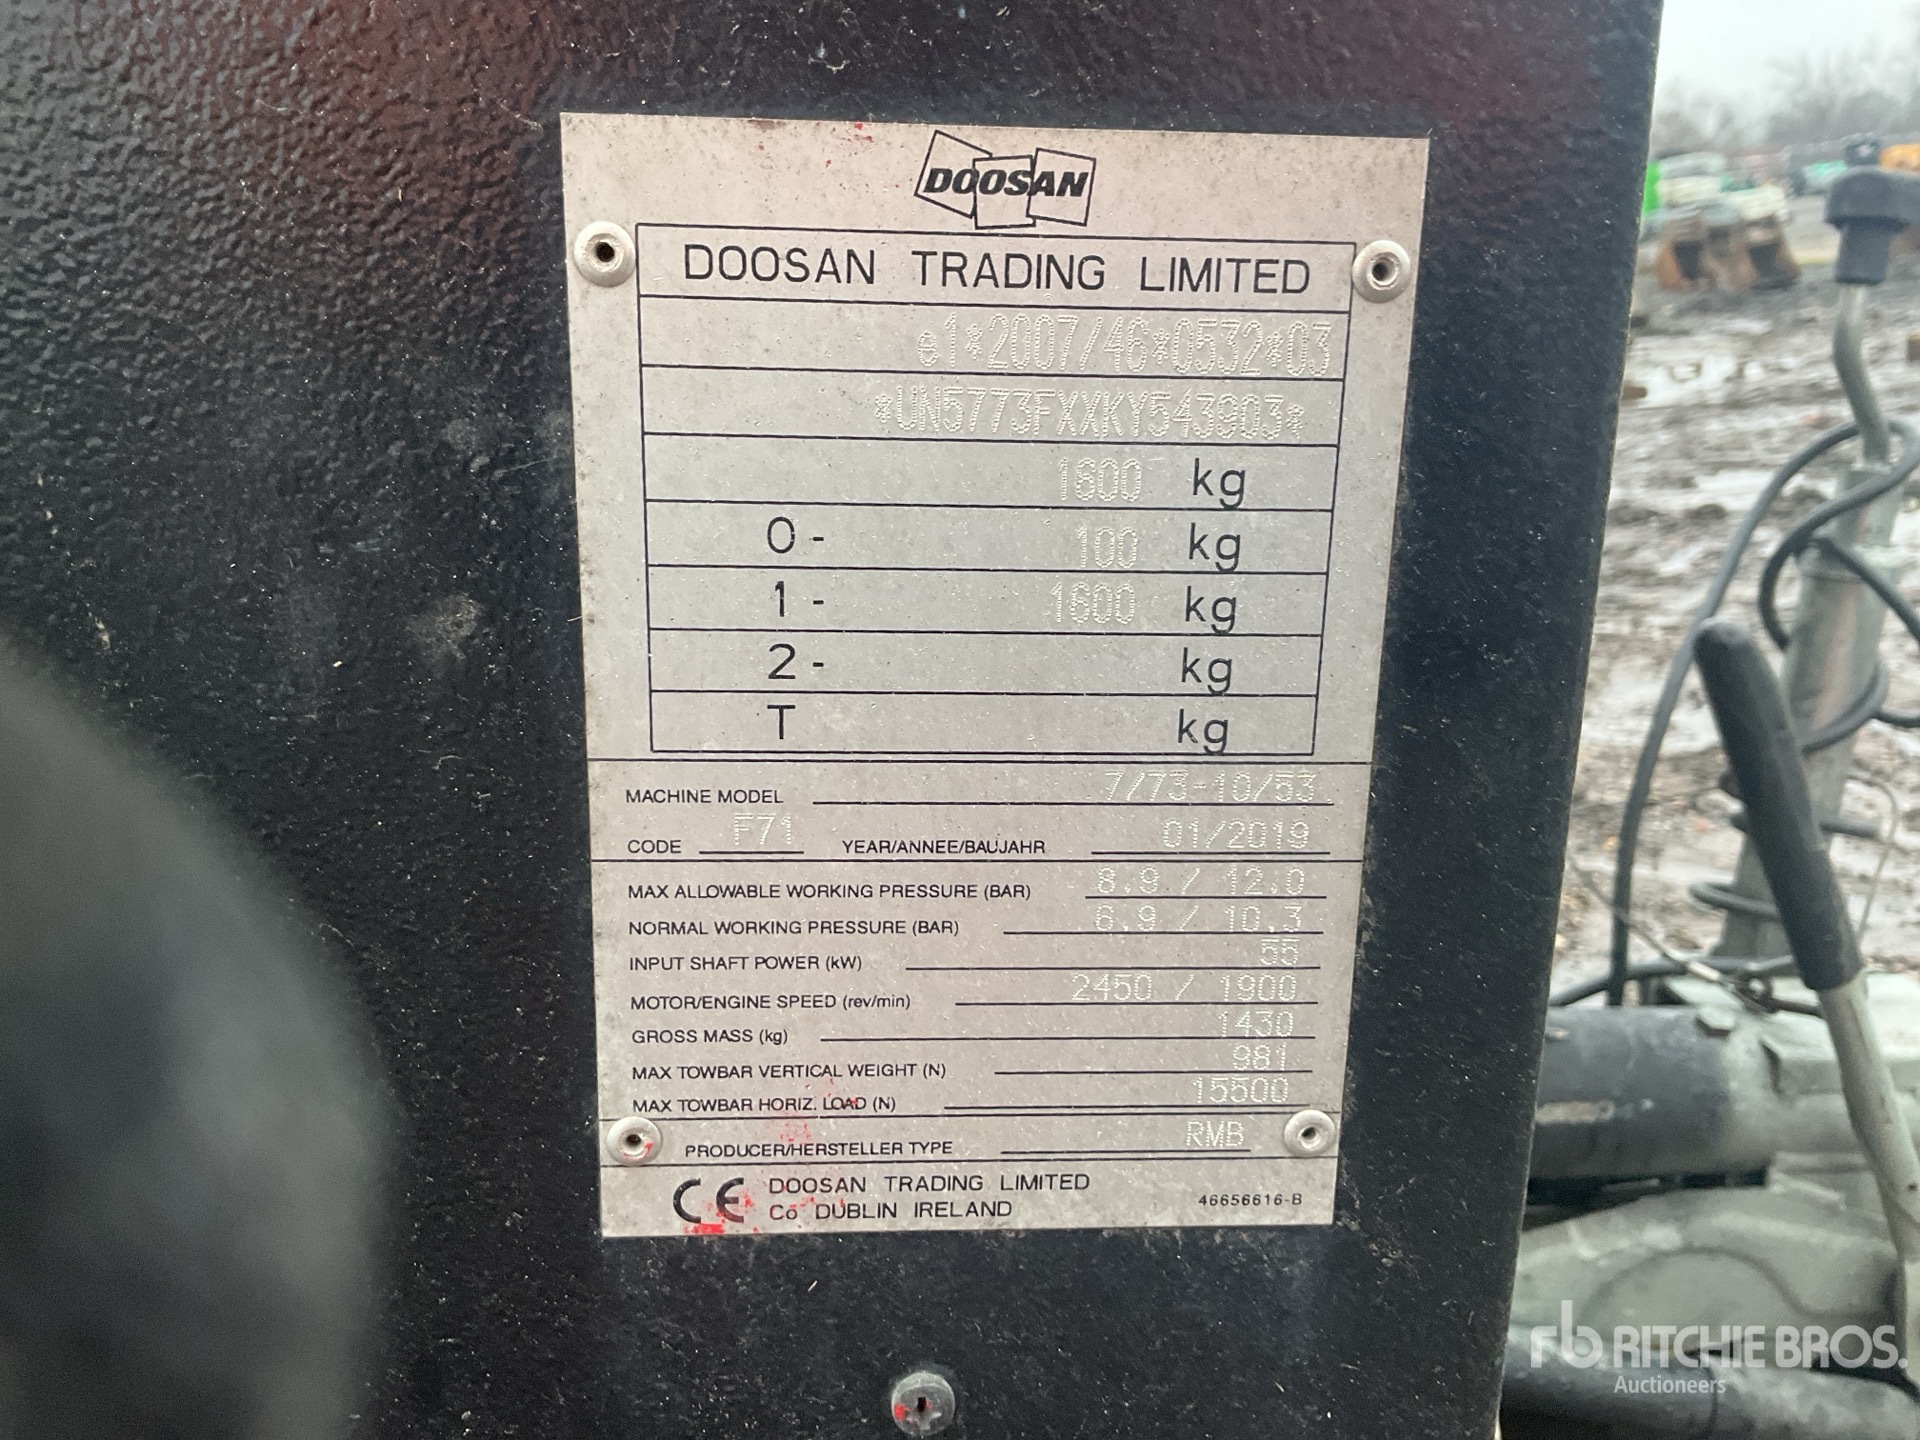 DOOSAN
DOOSAN TRADING LIMITED
e1*2007/46*0532*03
*UN5773FXXKY543903*
1600 kg
0- 100 kg
1- 1600 kg
2- kg
T kg
MACHINE MODEL 7/73-10/53
CODE F71 YEAR/ANNEE/BAUJAHR 01/2019
MAX ALLOWABLE WORKING PRESSURE (BAR) 8.9 / 12.0
NORMAL WORKING PRESSURE (BAR) 6.9 / 10.3
INPUT SHAFT POWER (kW) 55
MOTOR/ENGINE SPEED (rev/min) 2450 / 1900
GROSS MASS (kg) 1430
MAX TOWBAR VERTICAL WEIGHT (N) 981
MAX TOWBAR HORIZ. LOAD (N) 15500
PRODUCER/HERSTELLER TYPE RMB
CE DOOSAN TRADING LIMITED
Co DUBLIN IRELAND 46656616-B
rb RITCHIE BROS.
Auctioneers